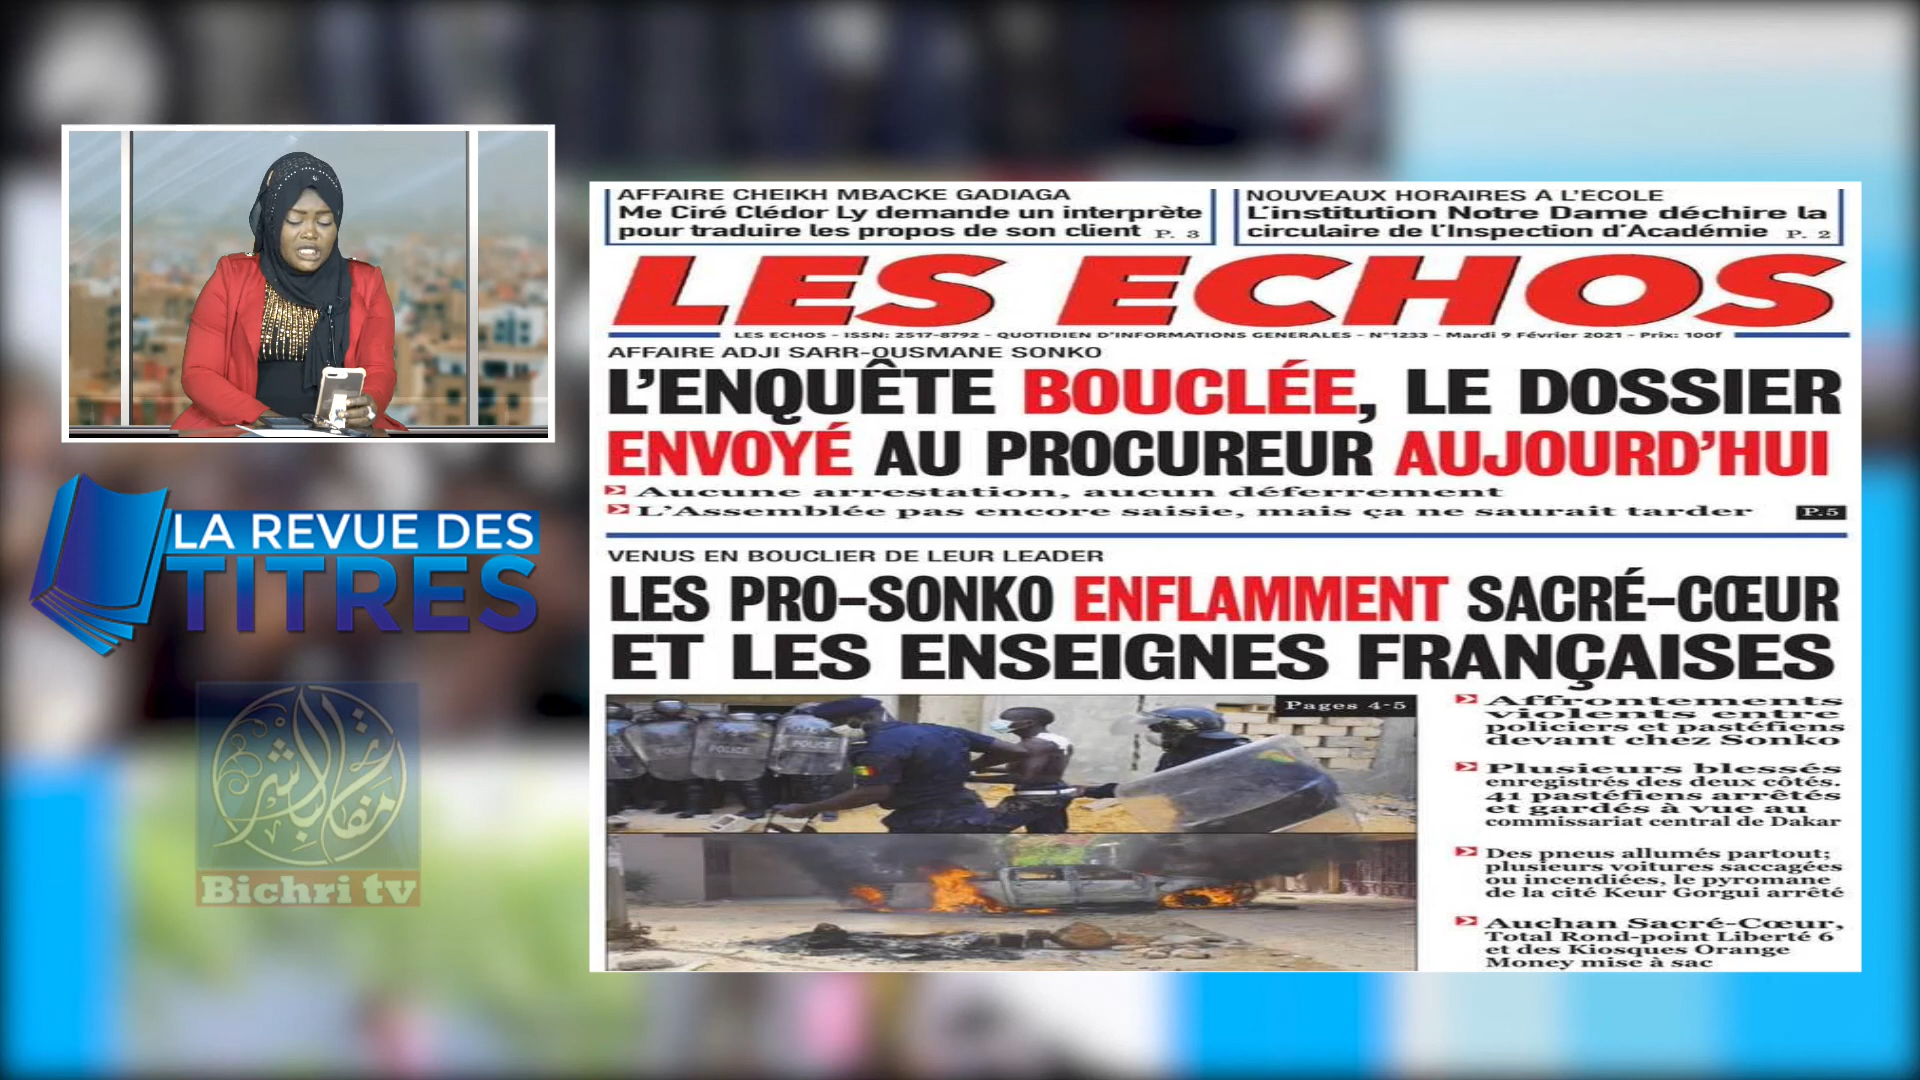 AFFAIRE CHEIKH MBACKE GADIAGA
Me Ciré Clédor Ly demande un interprète
pour traduire les propos de son client P. 3
NOUVEAUX HORAIRES A L'ÉCOLE
L'institution Notre Dame déchire la
circulaire de l'Inspection d'Académie P. 2
LES ECHOS
LES ECHOS - ISSN: 2517-8792 - QUOTIDIEN D'INFORMATIONS GENERALES - N°1233 - Mardi 9 Février 2021 - Prix: 100f
AFFAIRE ADJI SARR-OUSMANE SONKO
L'ENQUÊTE BOUCLÉE, LE DOSSIER
ENVOYÉ AU PROCUREUR AUJOURD'HUI
Aucune arrestation, aucun déferrement
L'Assemblée pas encore saisie, mais ça ne saurait tarder P.5
VENUS EN BOUCLIER DE LEUR LEADER
LES PRO-SONKO ENFLAMMENT SACRÉ-CŒUR
ET LES ENSEIGNES FRANÇAISES
Pages 4-5
POLICE
POLICE
POLICE
Affrontements
violents entre
policiers et pastéfiens
devant chez Sonko
Plusieurs blessés
enregistrés des deux côtés.
41 pastéfiens arrêtés
et gardés à vue au
commissariat central de Dakar
Des pneus allumés partout;
plusieurs voitures saccagées
ou incendiées, le pyromane
de la cité Keur Gorgui arrêté
Auchan Sacré-Cœur,
Total Rond-point Liberté 6
et des Kiosques Orange
Money mise à sac
LA REVUE DES
TITRES
Bichri tv